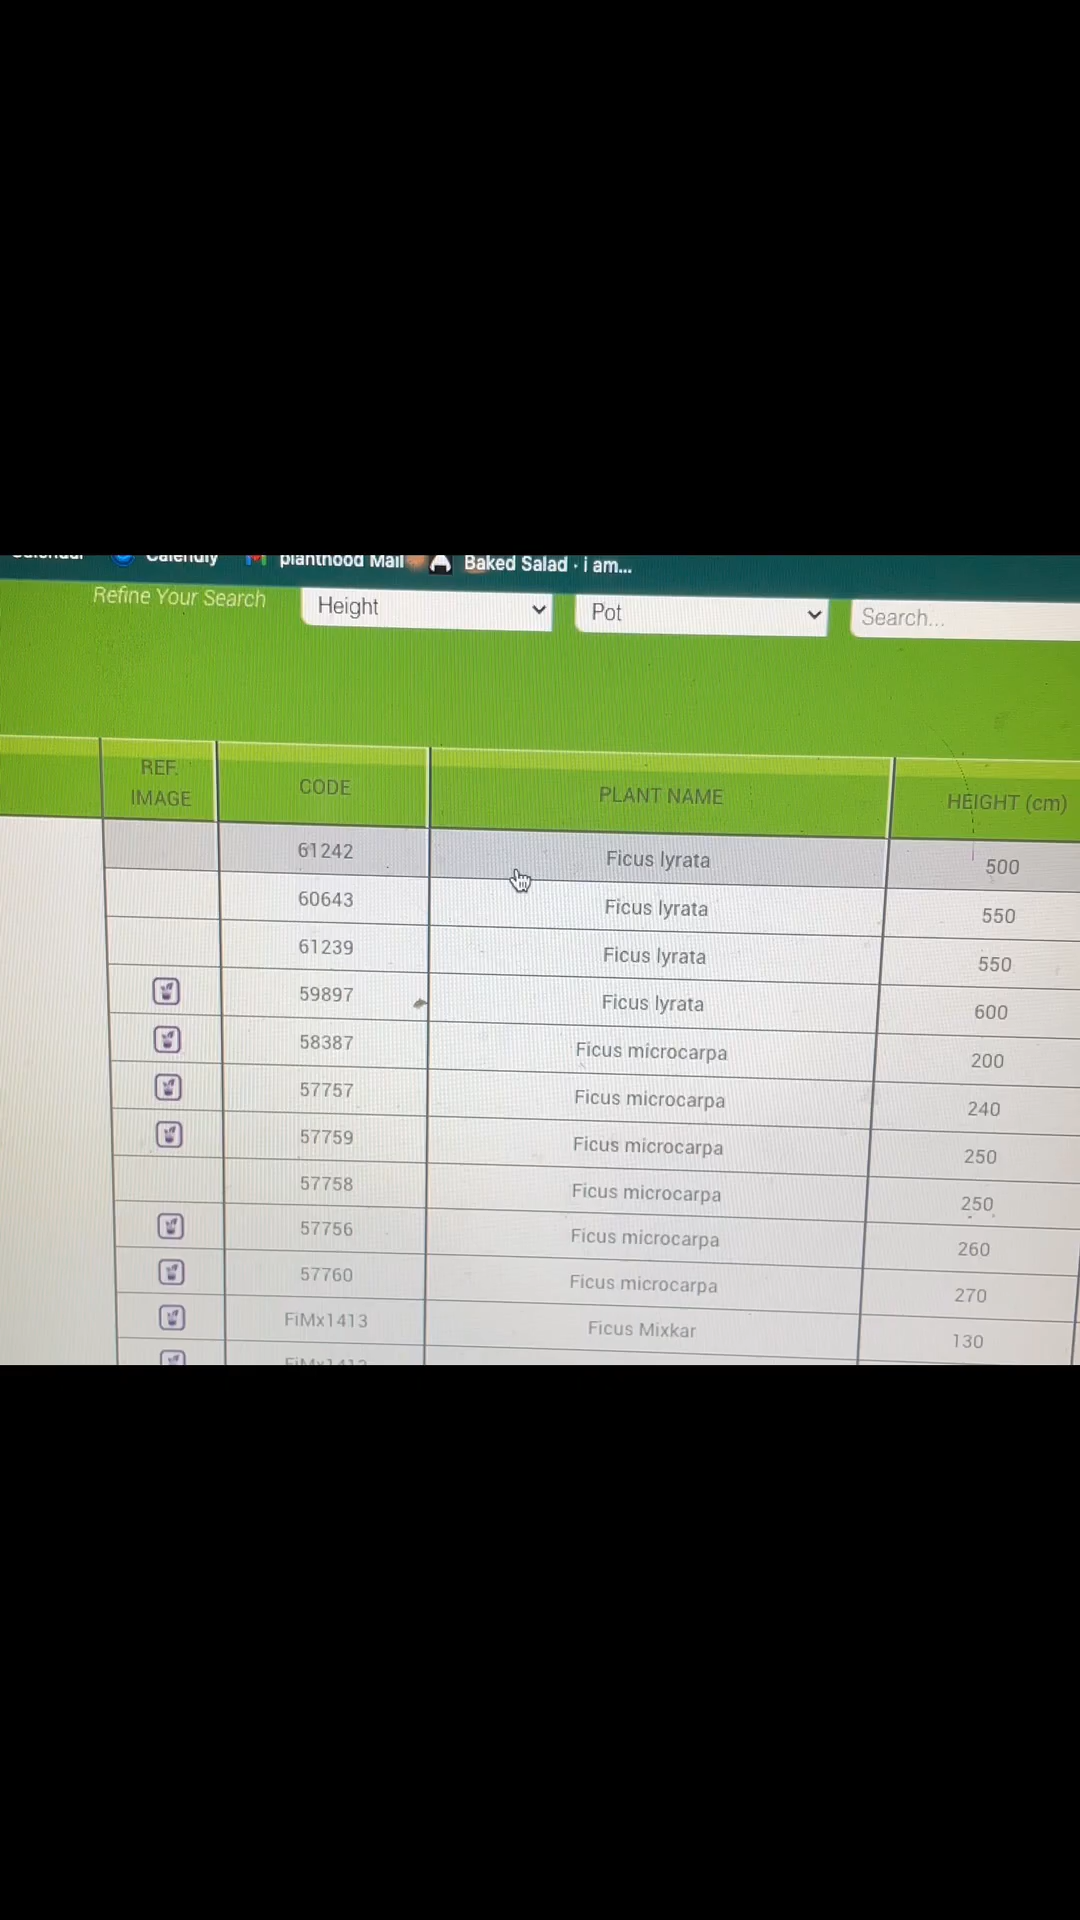 Calendly planthood Mail Baked Salad · i am...
Refine Your Search Height Pot Search...
REF. IMAGE CODE PLANT NAME HEIGHT (cm)
61242 Ficus lyrata 500
60643 Ficus lyrata 550
61239 Ficus lyrata 550
59897 Ficus lyrata 600
58387 Ficus microcarpa 200
57757 Ficus microcarpa 240
57759 Ficus microcarpa 250
57758 Ficus microcarpa 250
57756 Ficus microcarpa 260
57760 Ficus microcarpa 270
FiMx1413 Ficus Mixkar 130